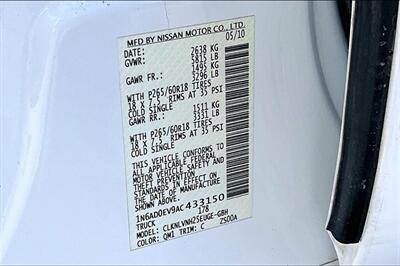 MFD BY NISSAN MOTOR CO., LTD.
DATE: 05/10
GVWR: 2638 KG
5815 LB
GAWR FR.: 1495 KG
3296 LB
WITH P265/60R18 TIRES
18 X 7.5 RIMS AT 35 PSI
COLD SINGLE
GAWR RR.: 1511 KG
3331 LB
WITH P265/60R18 TIRES
18 X 7.5 RIMS AT 35 PSI
COLD SINGLE
THIS VEHICLE CONFORMS TO
ALL APPLICABLE FEDERAL
MOTOR VEHICLE SAFETY AND
THEFT PREVENTION
STANDARDS IN EFFECT ON THE
DATE OF MANUFACTURE
1N6AD0EV9AC433150
TRUCK 178
MODEL: CLKNLVNHZ5EUGE-GBH
COLOR: QM1 TRIM: C Z500A